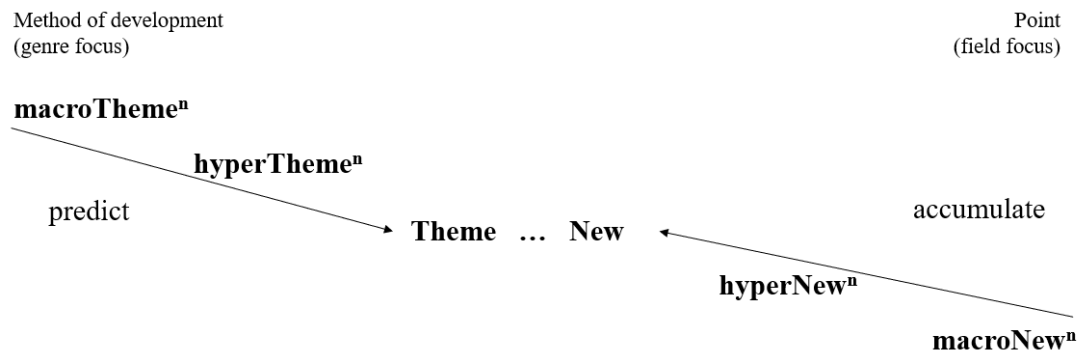 Method of development
(genre focus)
Point
(field focus)
macroThemeⁿ
hyperThemeⁿ
predict
accumulate
Theme … New
hyperNewⁿ
macroNewⁿ